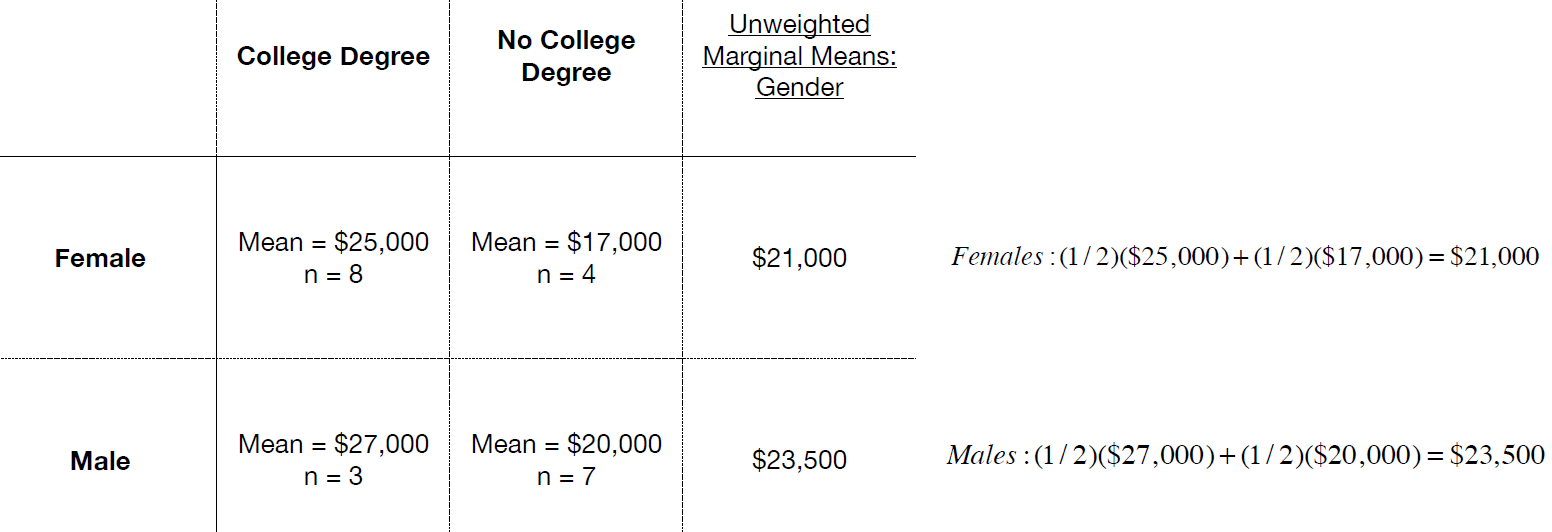 College Degree
No College
Degree
Unweighted
Marginal Means:
Gender
Female
Mean = $25,000
n = 8
Mean = $17,000
n = 4
$21,000
Females : (1 / 2)($25,000) + (1 / 2)($17,000) = $21,000
Male
Mean = $27,000
n = 3
Mean = $20,000
n = 7
$23,500
Males : (1 / 2)($27,000) + (1 / 2)($20,000) = $23,500